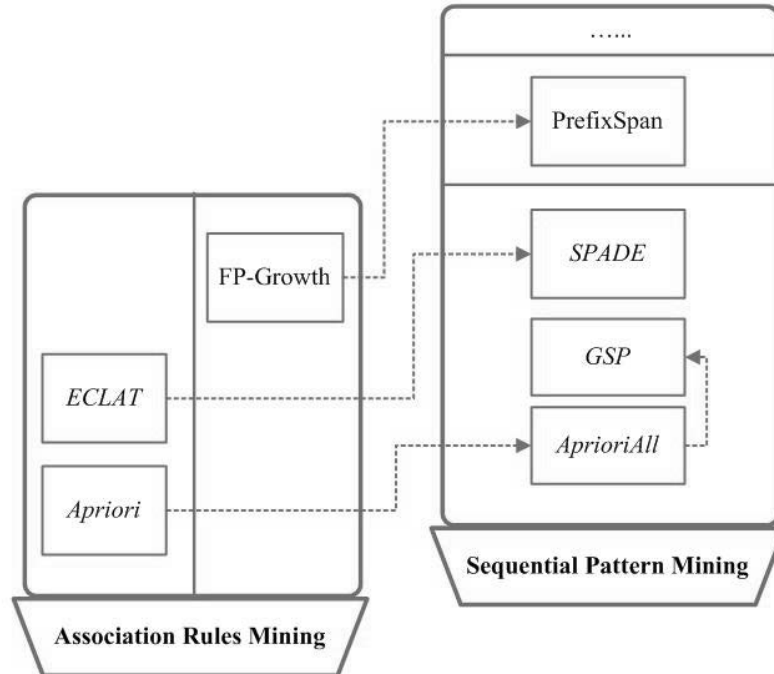 …...
PrefixSpan
FP-Growth
SPADE
GSP
ECLAT
AprioriAll
Apriori
Sequential Pattern Mining
Association Rules Mining